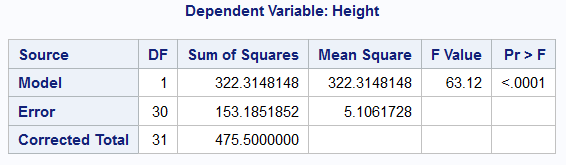 Dependent Variable: Height
Source DF Sum of Squares Mean Square F Value Pr > F
Model 1 322.3148148 322.3148148 63.12 <.0001
Error 30 153.1851852 5.1061728
Corrected Total 31 475.5000000